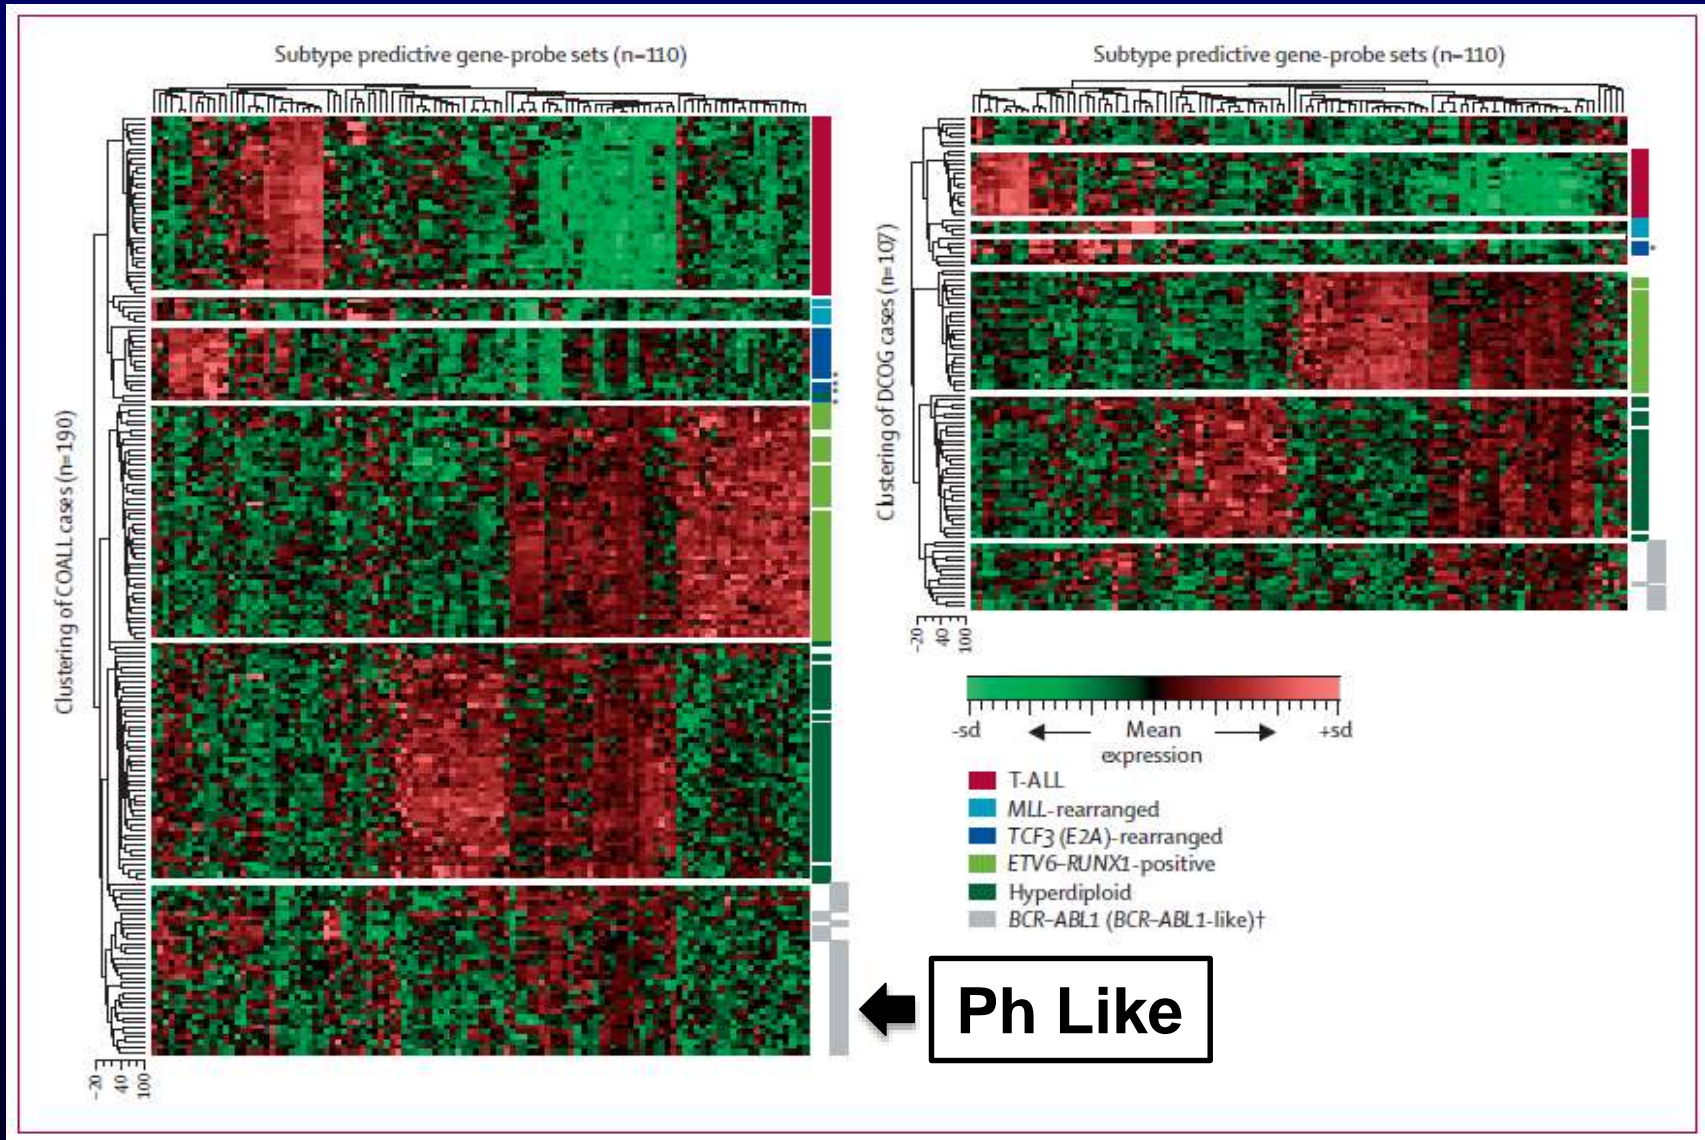 Subtype predictive gene-probe sets (n=110)
Clustering of COALL cases (n=190)
-20
40
100
***
Subtype predictive gene-probe sets (n=110)
Clustering of DCOG cases (n=107)
-20
40
100
*
-sd
Mean
expression
+sd
T-ALL
MLL-rearranged
TCF3 (E2A)-rearranged
ETV6–RUNX1-positive
Hyperdiploid
BCR–ABL1 (BCR–ABL1-like)†
Ph Like